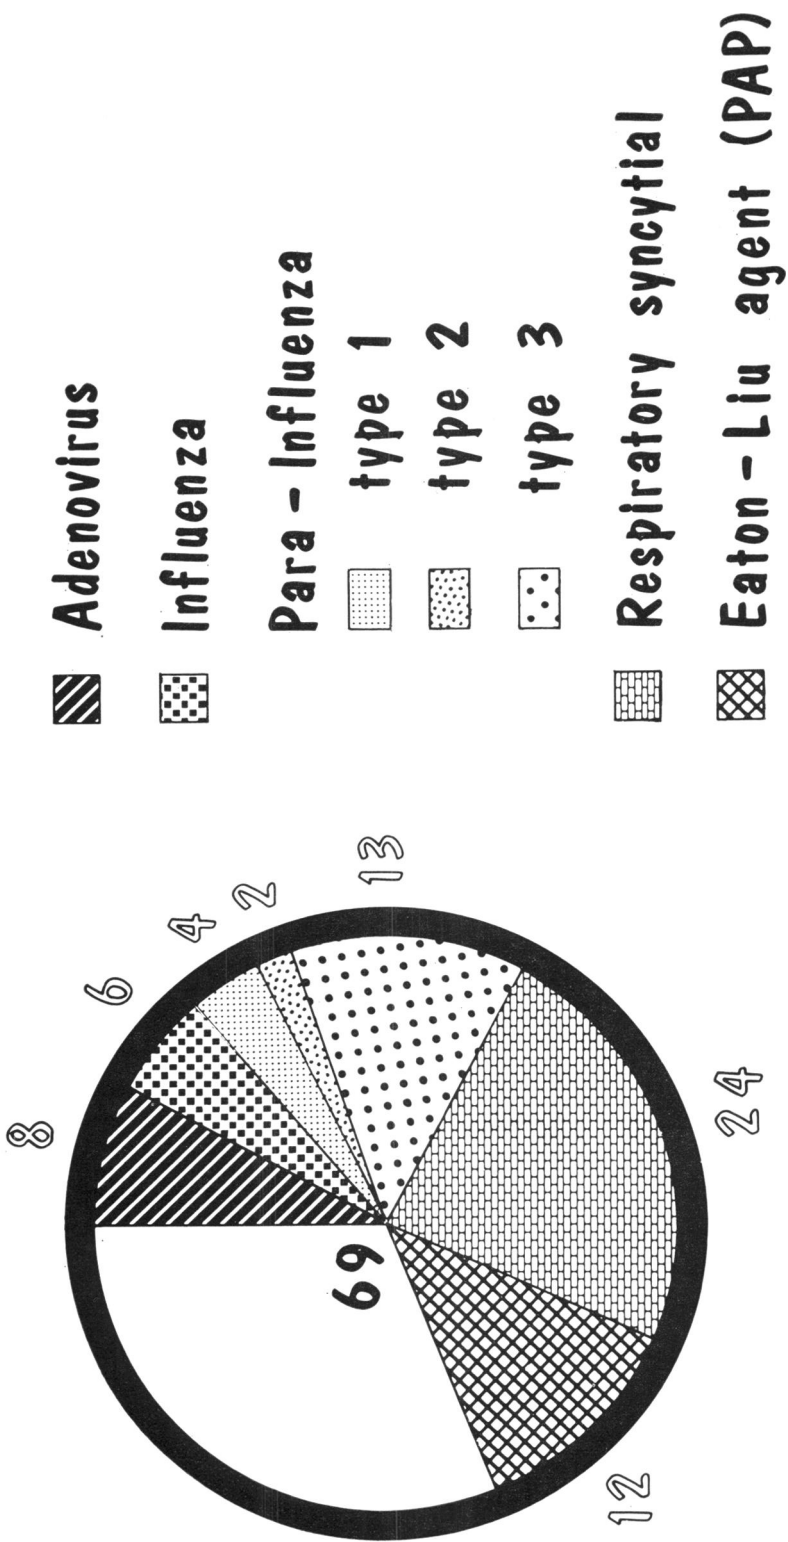 8
6
4
2
13
24
12
69
Adenovirus
Influenza
Para-Influenza
type 1
type 2
type 3
Respiratory syncytial
Eaton-Liu agent (PAP)